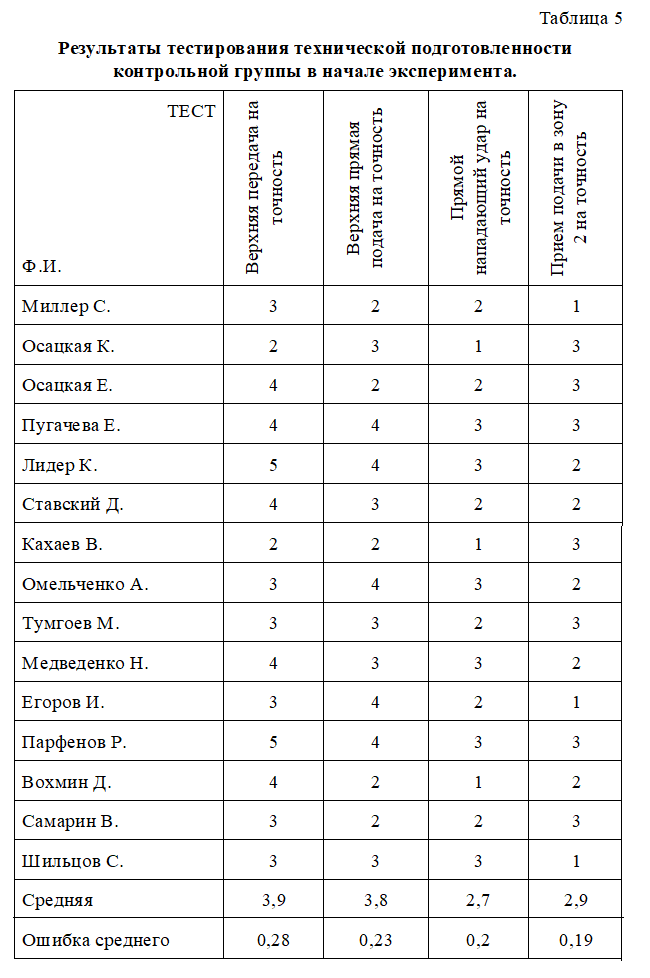 Таблица 5
Результаты тестирования технической подготовленности
контрольной группы в начале эксперимента.
ТЕСТ
Ф.И.
Верхняя передача на
точность
Верхняя прямая
подача на точность
Прямой
нападающий удар на
точность
Прием подачи в зону
2 на точность
Миллер С. 3 2 2 1
Осацкая К. 2 3 1 3
Осацкая Е. 4 2 2 3
Пугачева Е. 4 4 3 3
Лидер К. 5 4 3 2
Ставский Д. 4 3 2 2
Кахаев В. 2 2 1 3
Омельченко А. 3 4 3 2
Тумгоев М. 3 3 2 3
Медведенко Н. 4 3 3 2
Егоров И. 3 4 2 1
Парфенов Р. 5 4 3 3
Вохмин Д. 4 2 1 2
Самарин В. 3 2 2 3
Шильцов С. 3 3 3 1
Средняя 3,9 3,8 2,7 2,9
Ошибка среднего 0,28 0,23 0,2 0,19